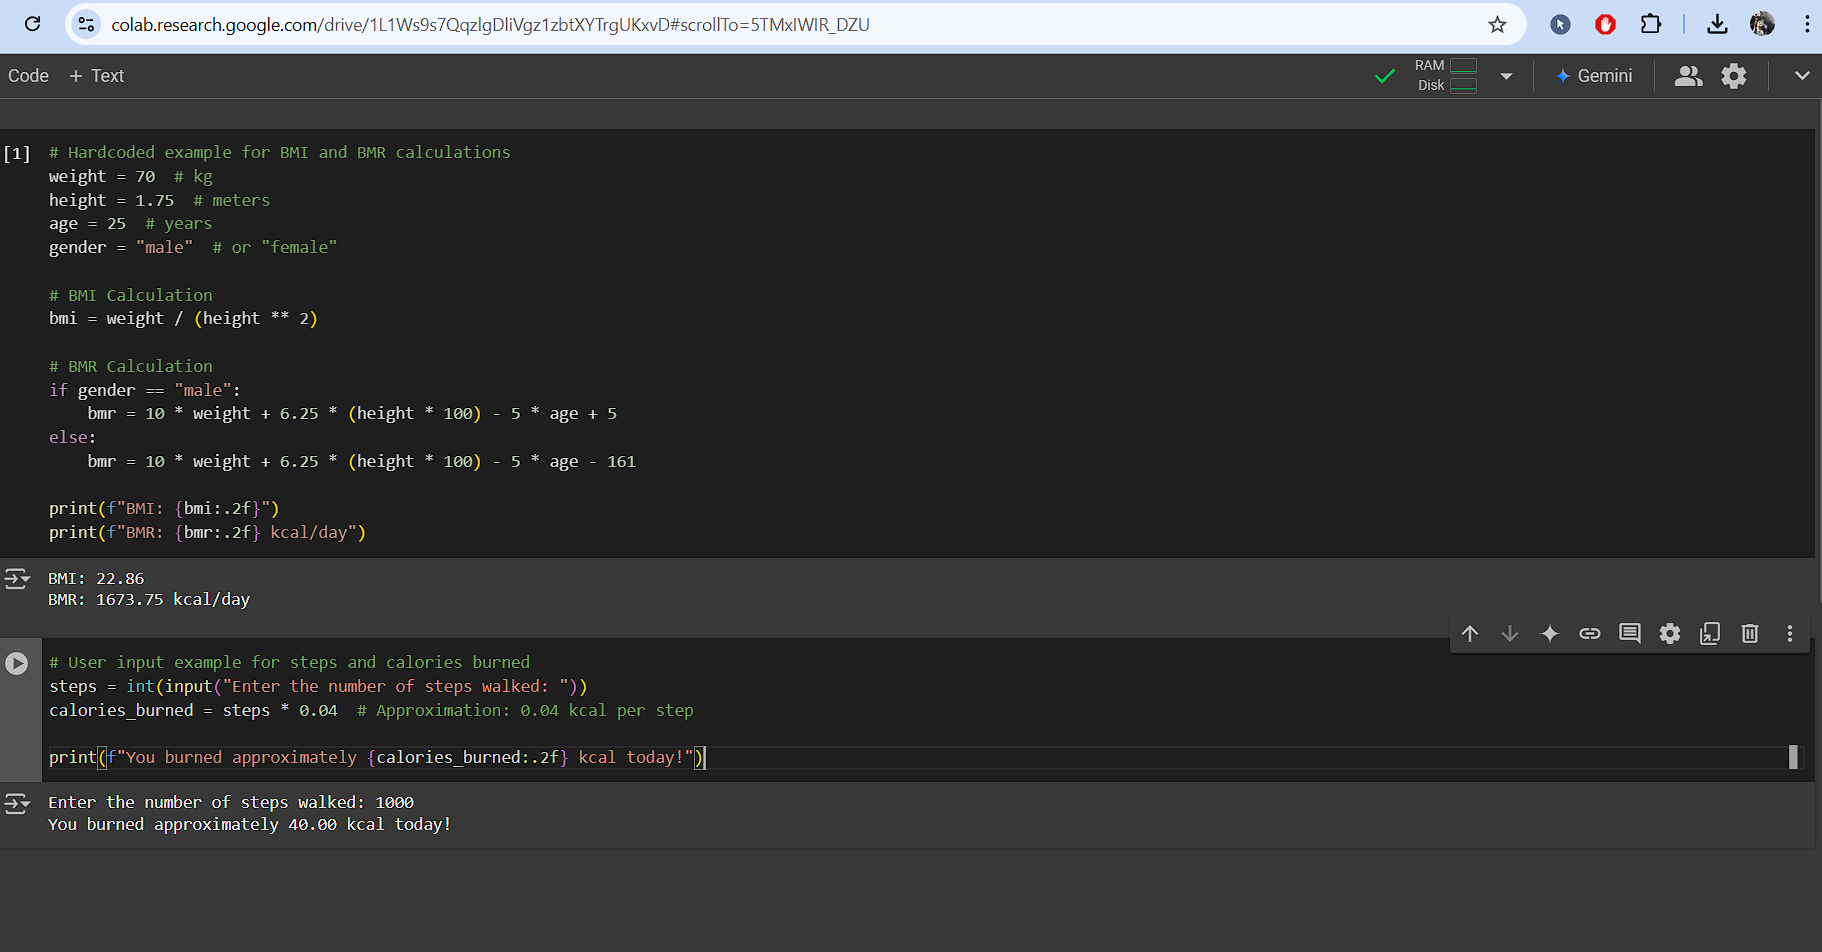 colab.research.google.com/drive/1L1Ws9s7QqzlgDliVgz1zbtXYTrgUKxvD#scrollTo=5TMxIWIR_DZU
Code + Text
RAM
Disk
Gemini
[1]
# Hardcoded example for BMI and BMR calculations
weight = 70  # kg
height = 1.75  # meters
age = 25  # years
gender = "male"  # or "female"
# BMI Calculation
bmi = weight / (height ** 2)
# BMR Calculation
if gender == "male":
    bmr = 10 * weight + 6.25 * (height * 100) - 5 * age + 5
else:
    bmr = 10 * weight + 6.25 * (height * 100) - 5 * age - 161
print(f"BMI: {bmi:.2f}")
print(f"BMR: {bmr:.2f} kcal/day")
BMI: 22.86
BMR: 1673.75 kcal/day
# User input example for steps and calories burned
steps = int(input("Enter the number of steps walked: "))
calories_burned = steps * 0.04  # Approximation: 0.04 kcal per step
print(f"You burned approximately {calories_burned:.2f} kcal today!")
Enter the number of steps walked: 1000
You burned approximately 40.00 kcal today!